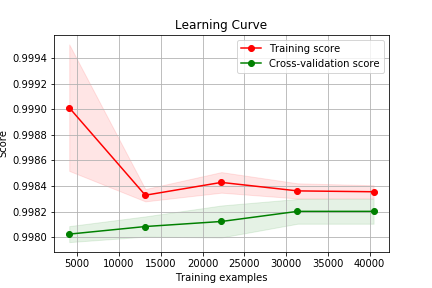 Learning Curve
Training score
Cross-validation score
0.9994
0.9992
0.9990
0.9988
0.9986
0.9984
0.9982
0.9980
Score
5000 10000 15000 20000 25000 30000 35000 40000
Training examples